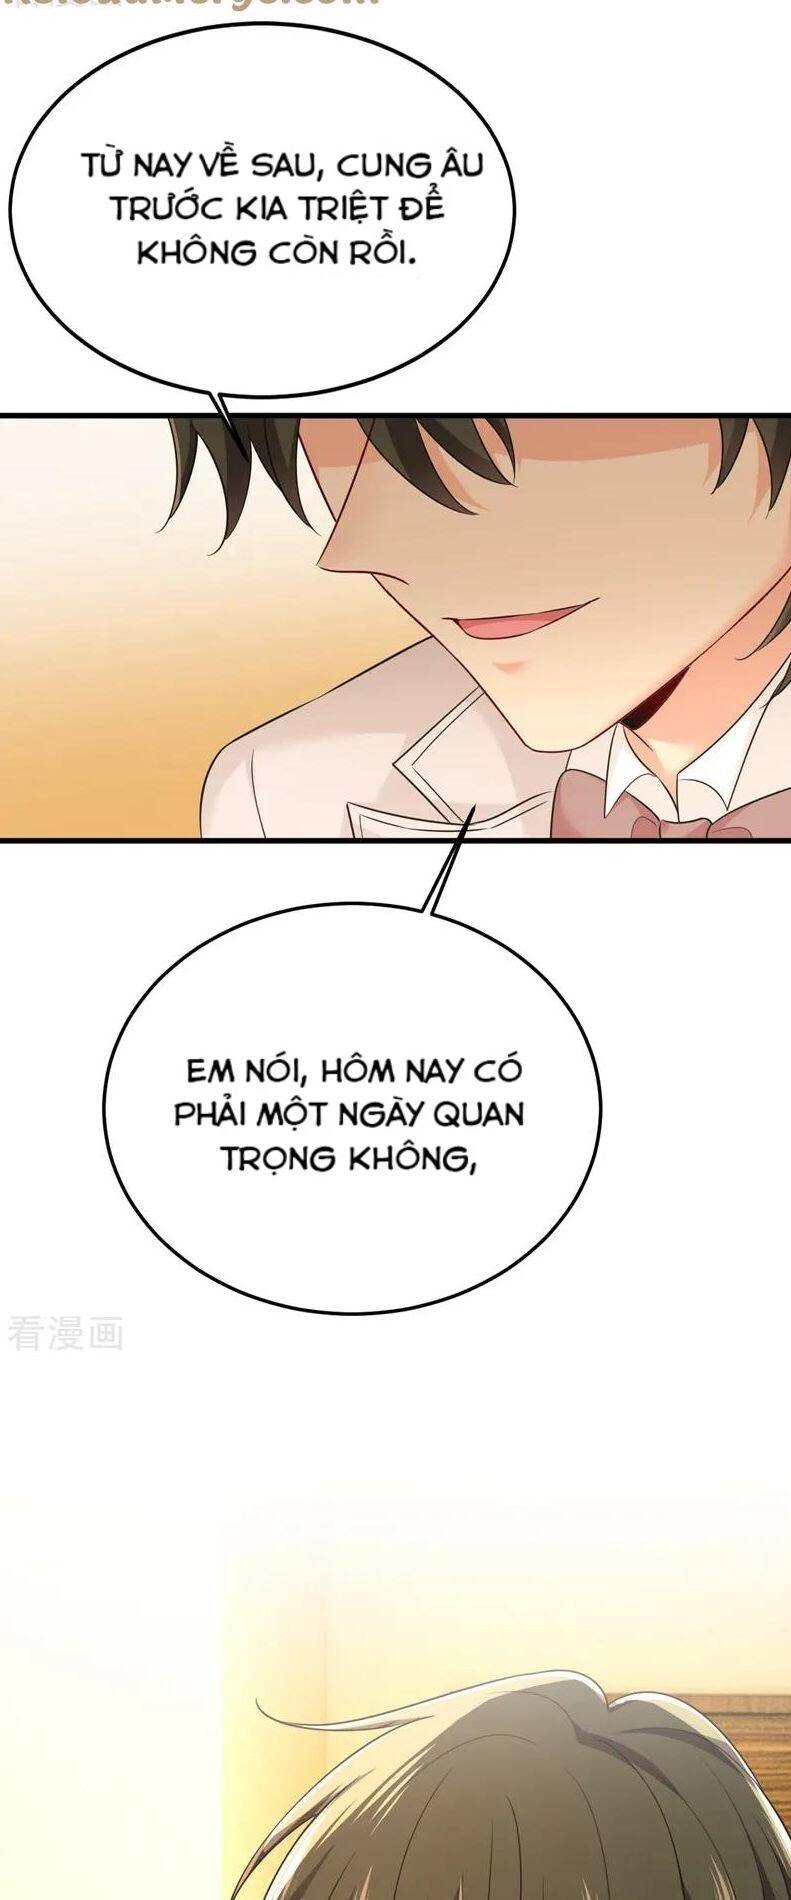 TỪ NAY VỀ SAU, CUNG ÂU
TRƯỚC KIA TRIỆT ĐỂ
KHÔNG CÒN RỒI.
EM NÓI, HÔM NAY CÓ
PHẢI MỘT NGÀY QUAN
TRỌNG KHÔNG,
看漫画